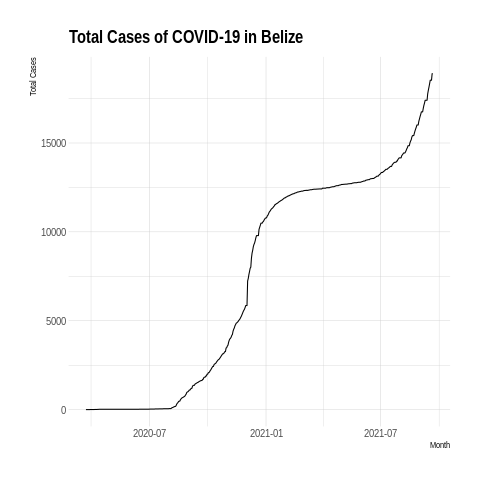 Total Cases of COVID-19 in Belize
Total Cases
15000
10000
5000
0
2020-07 2021-01 2021-07
Month